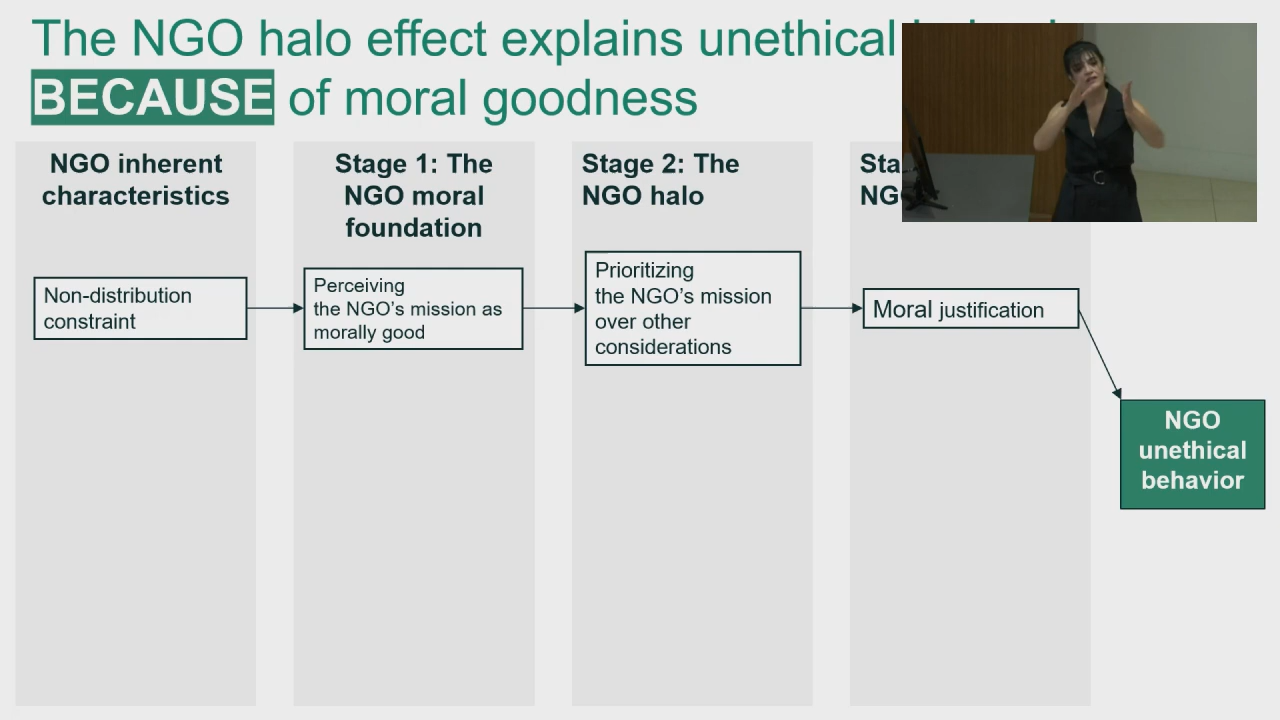 The NGO halo effect explains unethical
BECAUSE of moral goodness
NGO inherent
characteristics
Stage 1: The
NGO moral
foundation
Stage 2: The
NGO halo
Non-distribution
constraint
Perceiving
the NGO's mission as
morally good
Prioritizing
the NGO's mission
over other
considerations
Moral justification
NGO
unethical
behavior